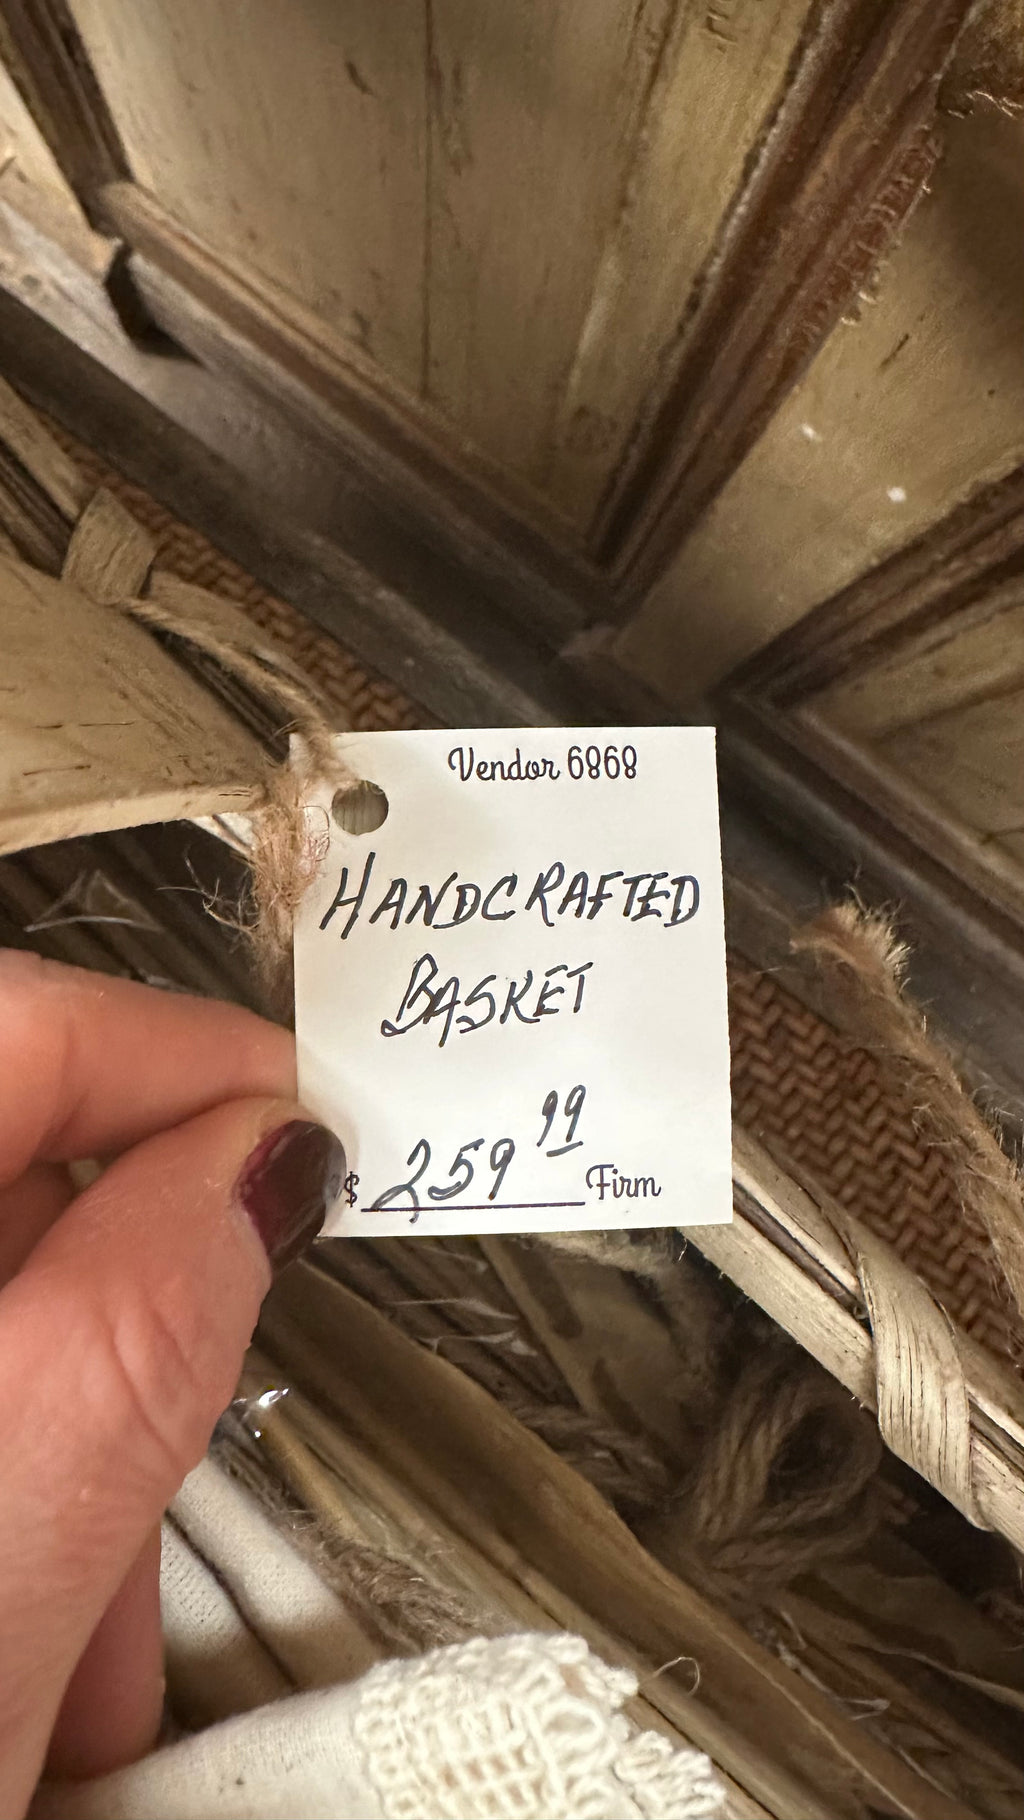 Vendor 6868
HANDCRAFTED
BASKET
$ 259 99 Firm